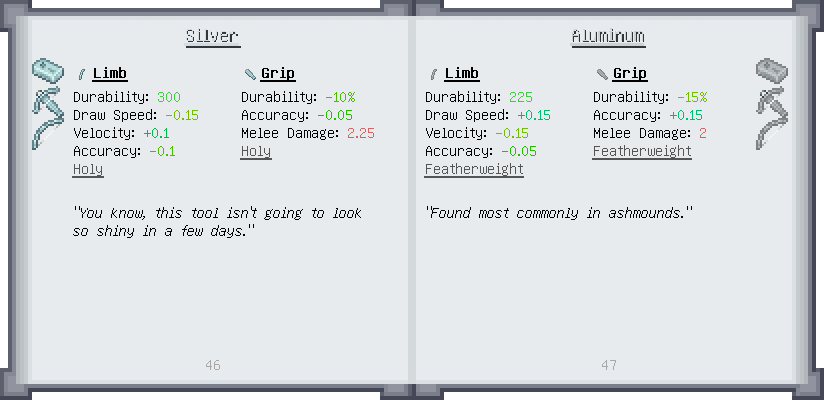 Silver
Limb
Durability: 300
Draw Speed: -0.15
Velocity: +0.1
Accuracy: -0.1
Holy
Grip
Durability: -10%
Accuracy: -0.05
Melee Damage: 2.25
Holy
"You know, this tool isn't going to look
so shiny in a few days."
46
Aluminum
Limb
Durability: 225
Draw Speed: +0.15
Velocity: -0.15
Accuracy: -0.05
Featherweight
Grip
Durability: -15%
Accuracy: +0.15
Melee Damage: 2
Featherweight
"Found most commonly in ashmounds."
47